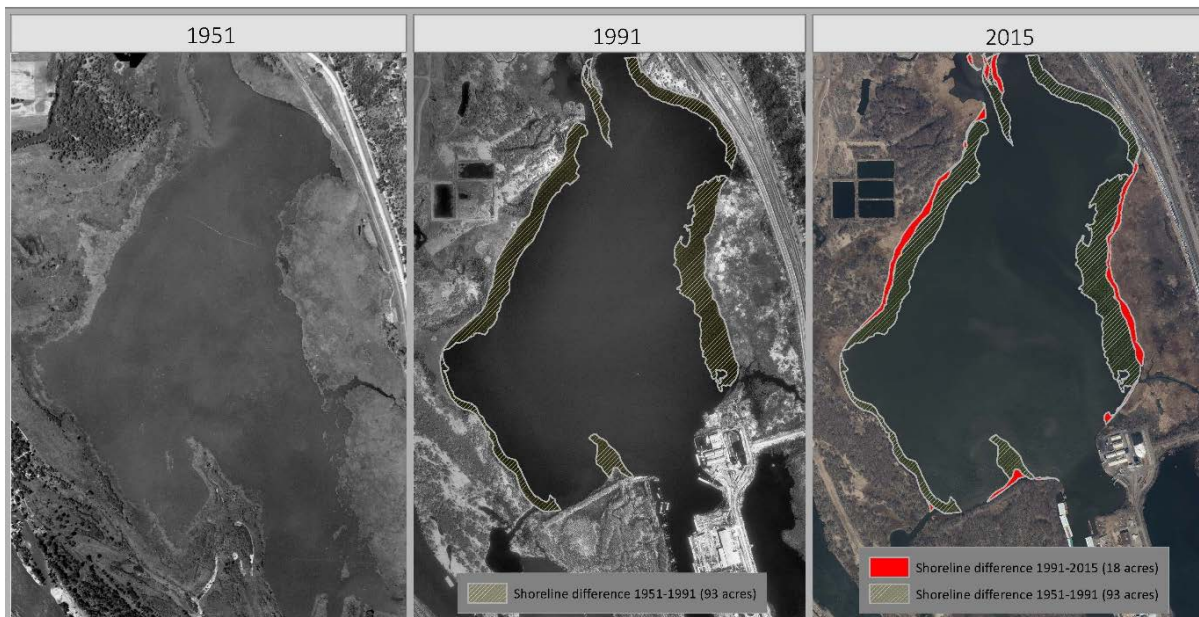 1951
1991
2015
Shoreline difference 1951-1991 (93 acres)
Shoreline difference 1991-2015 (18 acres)
Shoreline difference 1951-1991 (93 acres)